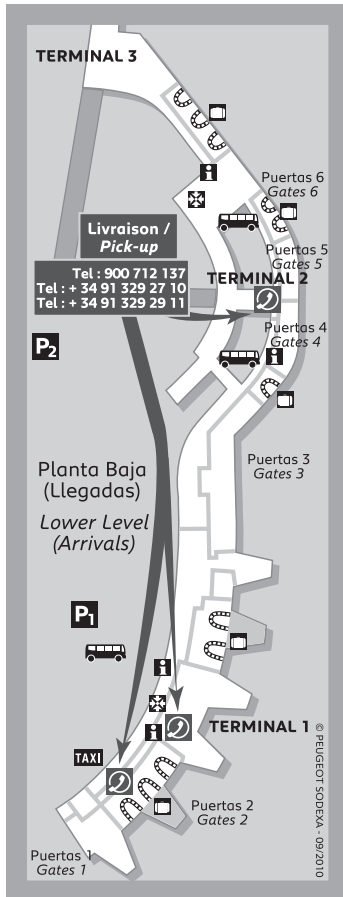 TERMINAL 3
Puertas 6
Gates 6
Livraison /
Pick-up
Puertas 5
Gates 5
Tel : 900 712 137
Tel : + 34 91 329 27 10
Tel : + 34 91 329 29 11
TERMINAL 2
Puertas 4
Gates 4
P2
Puertas 3
Gates 3
Planta Baja
(Llegadas)
Lower Level
(Arrivals)
P1
TERMINAL 1
TAXI
Puertas 2
Gates 2
Puertas 1
Gates 1
© PEUGEOT SODEXA - 09/2010